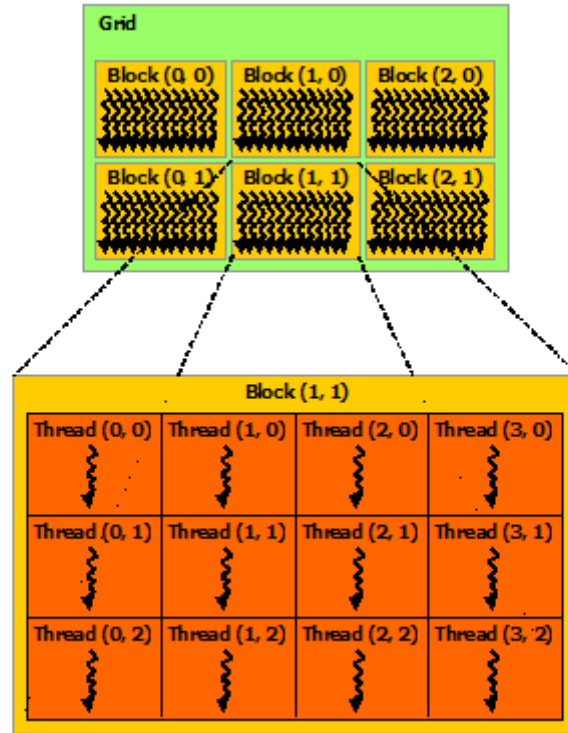 Grid
Block (0, 0) Block (1, 0) Block (2, 0)
Block (0, 1) Block (1, 1) Block (2, 1)
Block (1, 1)
Thread (0, 0) Thread (1, 0) Thread (2, 0) Thread (3, 0)
Thread (0, 1) Thread (1, 1) Thread (2, 1) Thread (3, 1)
Thread (0, 2) Thread (1, 2) Thread (2, 2) Thread (3, 2)